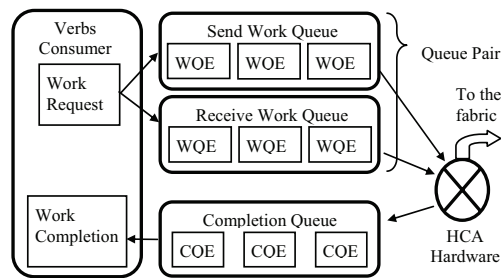 Verbs
Consumer
Work
Request
Work
Completion
Send Work Queue
WQE WQE WQE
Receive Work Queue
WQE WQE WQE
Completion Queue
CQE CQE CQE
Queue Pair
To the
fabric
HCA
Hardware